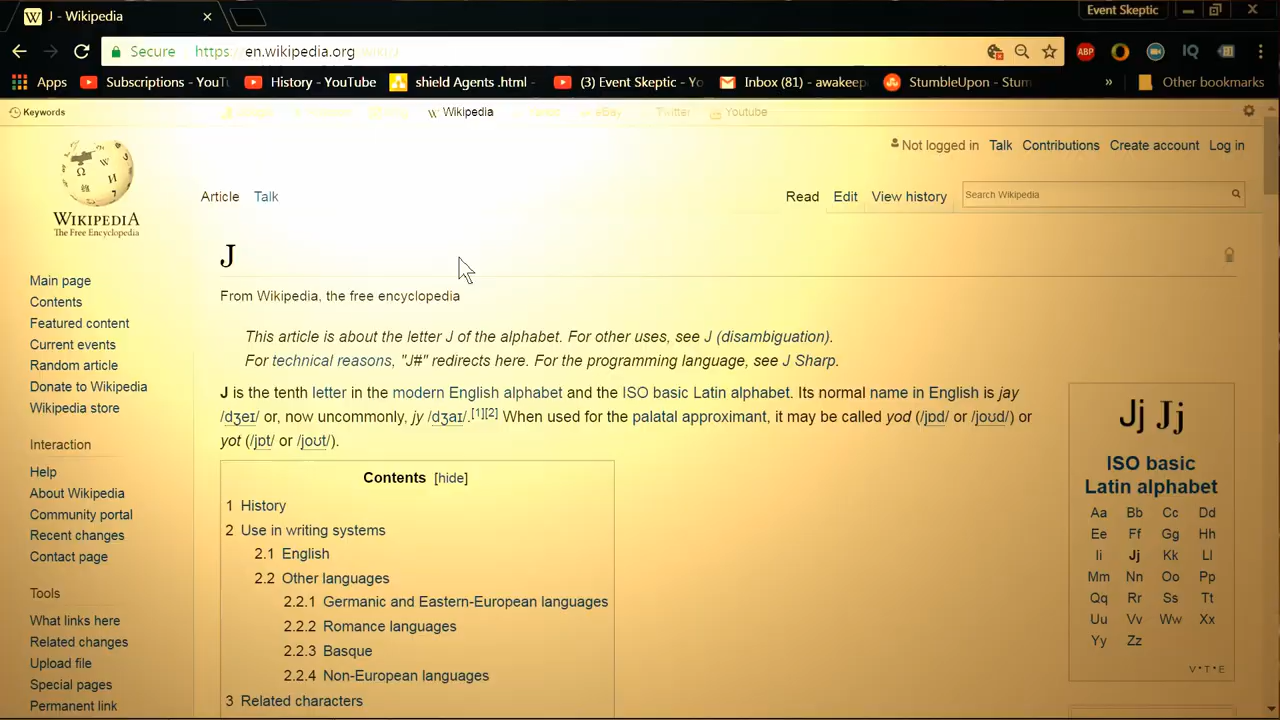 J - Wikipedia
Event Skeptic
Secure https://en.wikipedia.org/wiki/J
ABP
IQ
Apps Subscriptions - YouTu History - YouTube shield Agents .html - (3) Event Skeptic - Yo Inbox (81) - awakeep StumbleUpon - Stum » Other bookmarks
Keywords Wikipedia eBay Twitter Youtube
Not logged in Talk Contributions Create account Log in
WIKIPEDIA
The Free Encyclopedia
Article Talk Read Edit View history Search Wikipedia
J
From Wikipedia, the free encyclopedia
This article is about the letter J of the alphabet. For other uses, see J (disambiguation).
For technical reasons, "J#" redirects here. For the programming language, see J Sharp.
J is the tenth letter in the modern English alphabet and the ISO basic Latin alphabet. Its normal name in English is jay
/dʒeɪ/ or, now uncommonly, jy /dʒaɪ/.[1][2] When used for the palatal approximant, it may be called yod (/jɒd/ or /joʊd/) or
yot (/jɒt/ or /joʊt/).
Contents [hide]
1 History
2 Use in writing systems
2.1 English
2.2 Other languages
2.2.1 Germanic and Eastern-European languages
2.2.2 Romance languages
2.2.3 Basque
2.2.4 Non-European languages
3 Related characters
Main page
Contents
Featured content
Current events
Random article
Donate to Wikipedia
Wikipedia store
Interaction
Help
About Wikipedia
Community portal
Recent changes
Contact page
Tools
What links here
Related changes
Upload file
Special pages
Permanent link
Jj Jj
ISO basic
Latin alphabet
Aa Bb Cc Dd
Ee Ff Gg Hh
Ii Jj Kk Ll
Mm Nn Oo Pp
Qq Rr Ss Tt
Uu Vv Ww Xx
Yy Zz
V•T•E